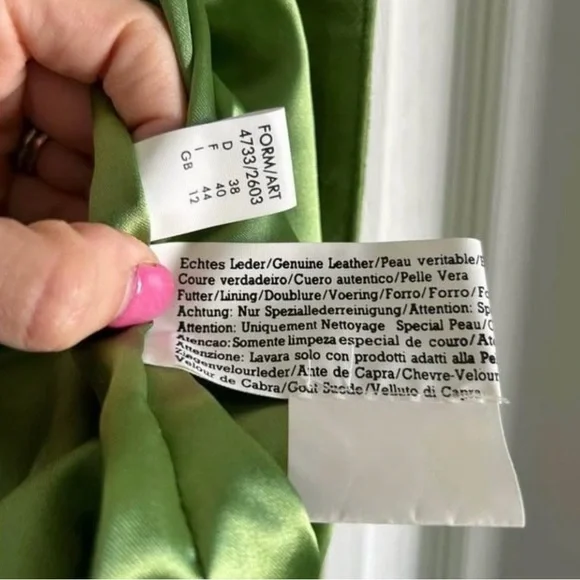 FORM/ART
4733/2603
D 38
F 40
I 44
GB 12
Echtes Leder/Genuine Leather/Peau veritable/
Coure verdadeiro/Cuero autentico/Pelle Vera
Futter/Lining/Doublure/Voering/Forro/Forro/
Achtung: Nur Speziallederreinigung/Attention:
Attention: Uniquement Nettoyage Special Peau/
Atencao: Somente limpeza especial de couro/
Attenzione: Lavara solo con prodotti adatti alla
Ziegenvelourleder/Ante de Capra/Chevre-Velour
Velour de Cabra/Goat Suede/Velluto di Capra